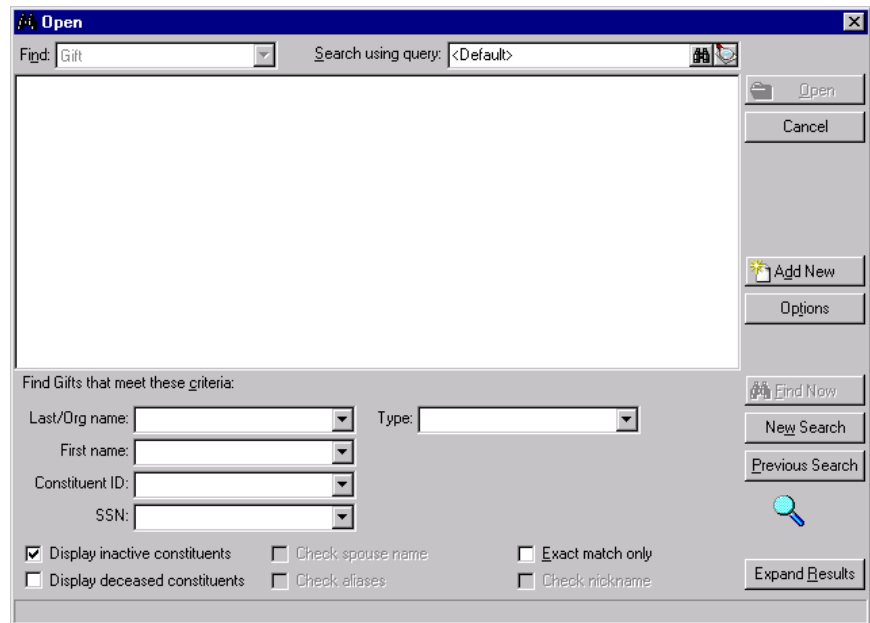 Open
Find: Gift Search using query: <Default>
Open
Cancel
Add New
Options
Find Gifts that meet these criteria:
Find Now
Last/Org name: Type:
New Search
First name:
Previous Search
Constituent ID:
SSN:
Display inactive constituents Check spouse name Exact match only
Display deceased constituents Check aliases Check nickname
Expand Results